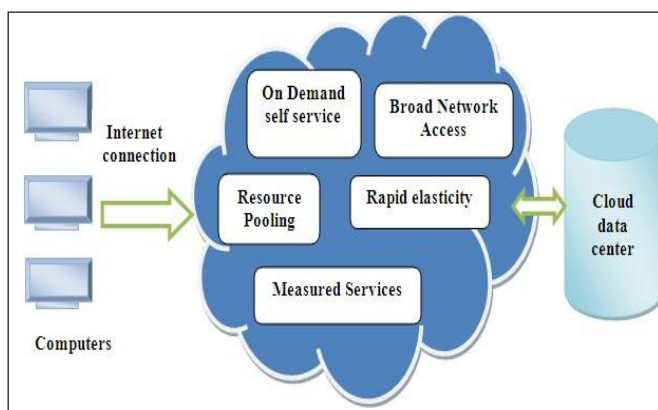 Internet
connection
Computers
On Demand
self service
Broad Network
Access
Resource
Pooling
Rapid elasticity
Measured Services
Cloud
data
center